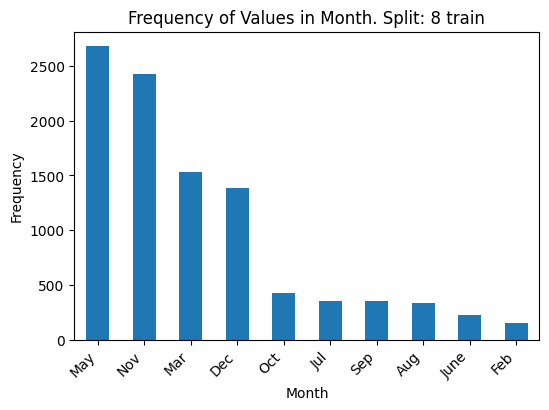 Frequency of Values in Month. Split: 8 train
Frequency
2500
2000
1500
1000
500
0
May Nov Mar Dec Oct Jul Sep Aug June Feb
Month